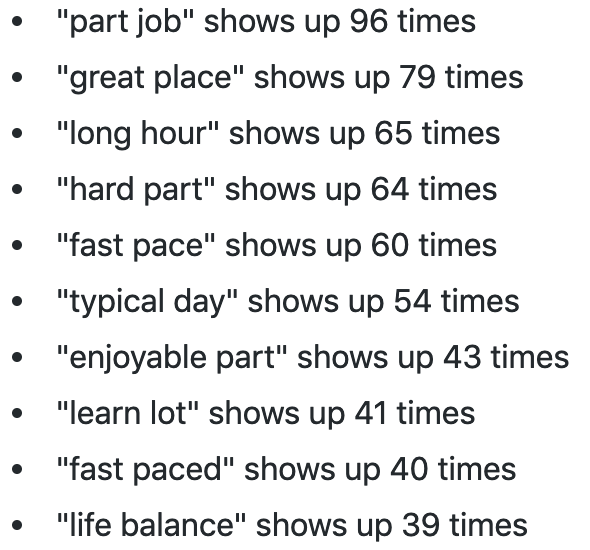 • "part job" shows up 96 times
• "great place" shows up 79 times
• "long hour" shows up 65 times
• "hard part" shows up 64 times
• "fast pace" shows up 60 times
• "typical day" shows up 54 times
• "enjoyable part" shows up 43 times
• "learn lot" shows up 41 times
• "fast paced" shows up 40 times
• "life balance" shows up 39 times